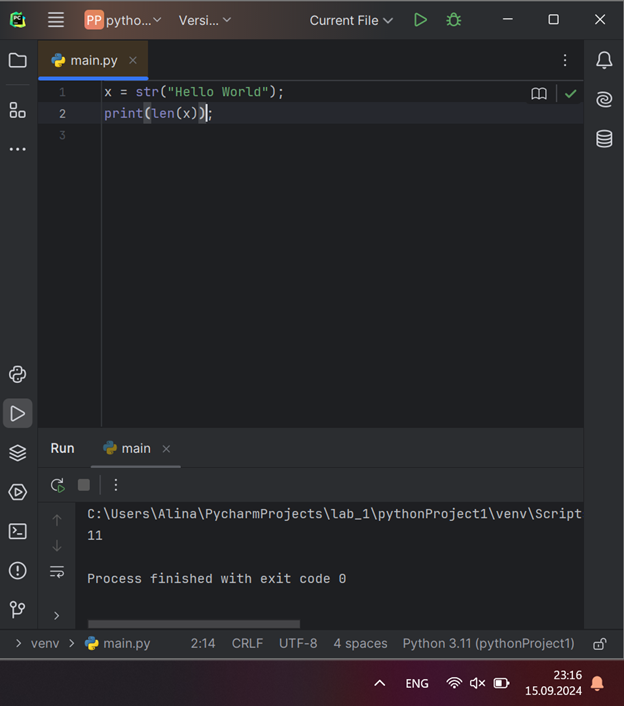 PC
PP pytho... Versi... Current File
main.py
1 x = str("Hello World");
2 print(len(x));
3
Run main
C:\Users\Alina\PycharmProjects\lab_1\pythonProject1\venv\Script
11
Process finished with exit code 0
venv > main.py 2:14 CRLF UTF-8 4 spaces Python 3.11 (pythonProject1)
ENG
23:16
15.09.2024